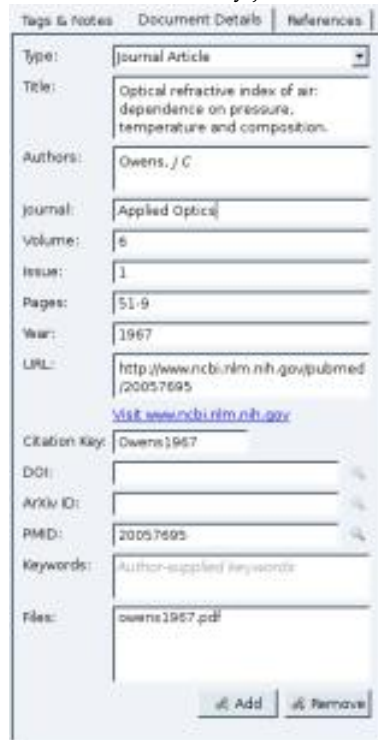 Tags & Notes Document Details References
Type: Journal Article
Title: Optical refractive index of air:
dependence on pressure,
temperature and composition.
Authors: Owens, J C
Journal: Applied Optics
Volume: 6
Issue: 1
Pages: 51-9
Year: 1967
URL: http://www.ncbi.nlm.nih.gov/pubmed
/20057695
Visit www.ncbi.nlm.nih.gov
Citation Key: Owens1967
DOI:
ArXiv ID:
PMID: 20057695
Keywords: Author-supplied keywords
Files: owens1967.pdf
Add Remove